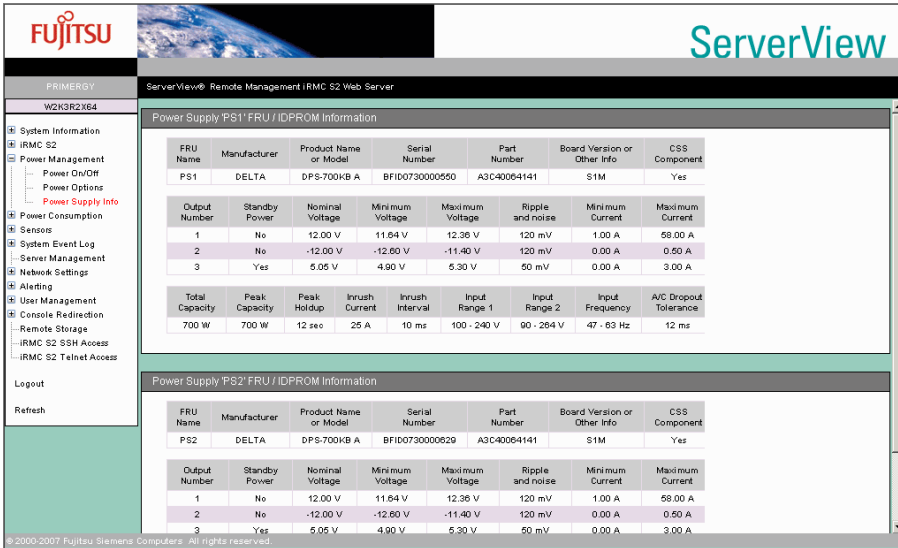 FUJITSU
ServerView
PRIMERGY
ServerView® Remote Management iRMC S2 Web Server
W2K3R2X64
System Information
iRMC S2
Power Management
Power On/Off
Power Options
Power Supply Info
Power Consumption
Sensors
System Event Log
Server Management
Network Settings
Alerting
User Management
Console Redirection
Remote Storage
iRMC S2 SSH Access
iRMC S2 Telnet Access
Logout
Refresh
Power Supply 'PS1' FRU / IDPROM Information
FRU Name Manufacturer Product Name or Model Serial Number Part Number Board Version or Other Info CSS Component
PS1 DELTA DPS-700KB A BFID0730000550 A3C40064141 S1M Yes
Output Number Standby Power Nominal Voltage Minimum Voltage Maximum Voltage Ripple and noise Minimum Current Maximum Current
1 No 12.00 V 11.64 V 12.36 V 120 mV 1.00 A 58.00 A
2 No -12.00 V -12.60 V -11.40 V 120 mV 0.00 A 0.50 A
3 Yes 5.05 V 4.90 V 5.30 V 50 mV 0.00 A 3.00 A
Total Capacity Peak Capacity Peak Holdup Inrush Current Inrush Interval Input Range 1 Input Range 2 Input Frequency A/C Dropout Tolerance
700 W 700 W 12 sec 25 A 10 ms 100 - 240 V 90 - 264 V 47 - 63 Hz 12 ms
Power Supply 'PS2' FRU / IDPROM Information
FRU Name Manufacturer Product Name or Model Serial Number Part Number Board Version or Other Info CSS Component
PS2 DELTA DPS-700KB A BFID0730000629 A3C40064141 S1M Yes
Output Number Standby Power Nominal Voltage Minimum Voltage Maximum Voltage Ripple and noise Minimum Current Maximum Current
1 No 12.00 V 11.64 V 12.36 V 120 mV 1.00 A 58.00 A
2 No -12.00 V -12.60 V -11.40 V 120 mV 0.00 A 0.50 A
3 Yes 5.05 V 4.90 V 5.30 V 50 mV 0.00 A 3.00 A
© 2000-2007 Fujitsu Siemens Computers All rights reserved.